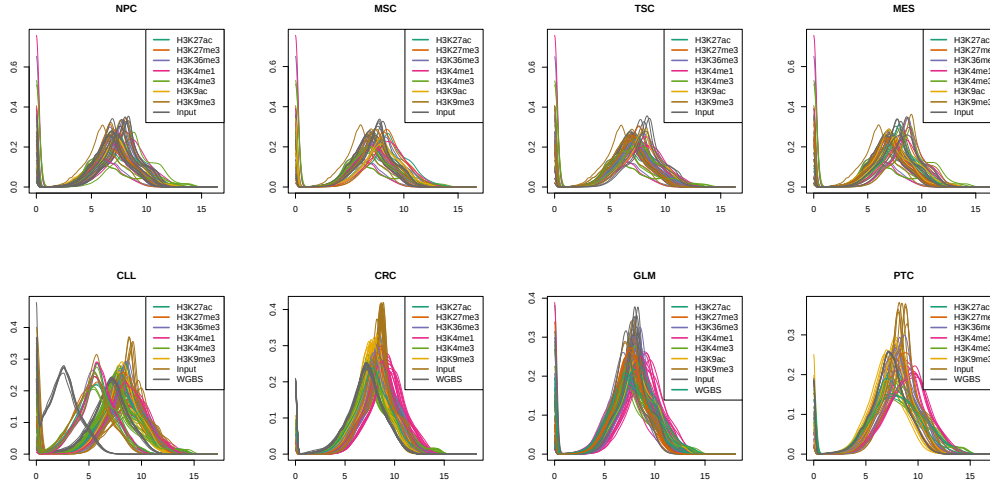 NPC
MSC
TSC
MES
H3K27ac
H3K27me3
H3K36me3
H3K4me1
H3K4me3
H3K9ac
H3K9me3
Input
H3K27ac
H3K27me3
H3K36me3
H3K4me1
H3K4me3
H3K9ac
H3K9me3
Input
H3K27ac
H3K27me3
H3K36me3
H3K4me1
H3K4me3
H3K9ac
H3K9me3
Input
H3K27ac
H3K27me
H3K36me
H3K4me1
H3K4me3
H3K9ac
H3K9me3
Input
0.0 0.2 0.4 0.6
0 5 10 15
0.0 0.2 0.4 0.6
0 5 10 15
0.0 0.2 0.4 0.6
0 5 10 15
0.0 0.2 0.4 0.6
0 5 10
CLL
CRC
GLM
PTC
H3K27ac
H3K27me3
H3K36me3
H3K4me1
H3K4me3
H3K9me3
Input
WGBS
H3K27ac
H3K27me3
H3K36me3
H3K4me1
H3K4me3
H3K9me3
Input
WGBS
H3K27ac
H3K27me3
H3K36me3
H3K4me1
H3K4me3
H3K9ac
H3K9me3
Input
WGBS
H3K27ac
H3K27me
H3K36me
H3K4me1
H3K4me3
H3K9me3
Input
WGBS
0.0 0.1 0.2 0.3 0.4
0 5 10 15
0.0 0.1 0.2 0.3 0.4
0 5 10 15
0.0 0.1 0.2 0.3 0.4
0 5 10 15
0.0 0.1 0.2 0.3
0 5 10 15